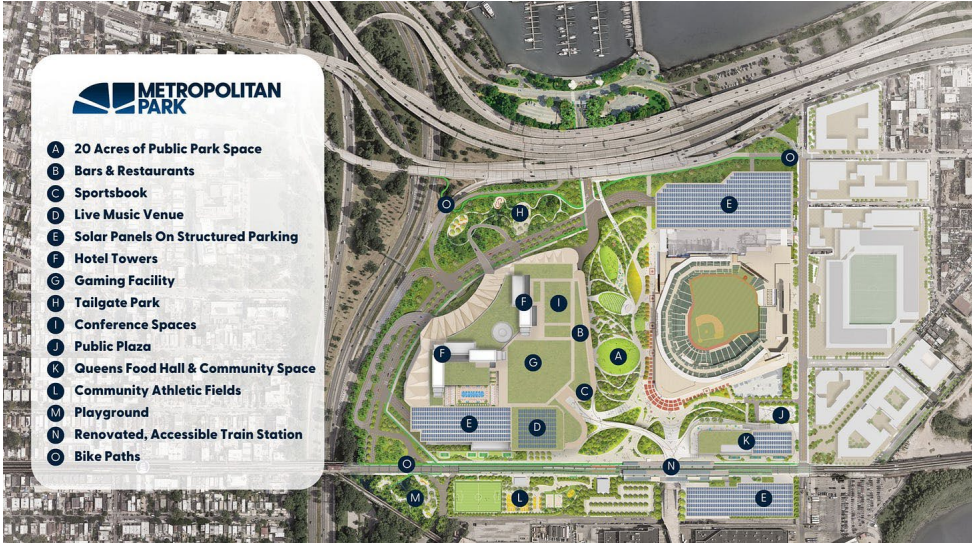 METROPOLITAN
PARK
A 20 Acres of Public Park Space
B Bars & Restaurants
C Sportsbook
D Live Music Venue
E Solar Panels On Structured Parking
F Hotel Towers
G Gaming Facility
H Tailgate Park
I Conference Spaces
J Public Plaza
K Queens Food Hall & Community Space
L Community Athletic Fields
M Playground
N Renovated, Accessible Train Station
O Bike Paths
O
E
O
H
F
I
B
F
A
G
C
J
E
D
K
O
N
M
L
E